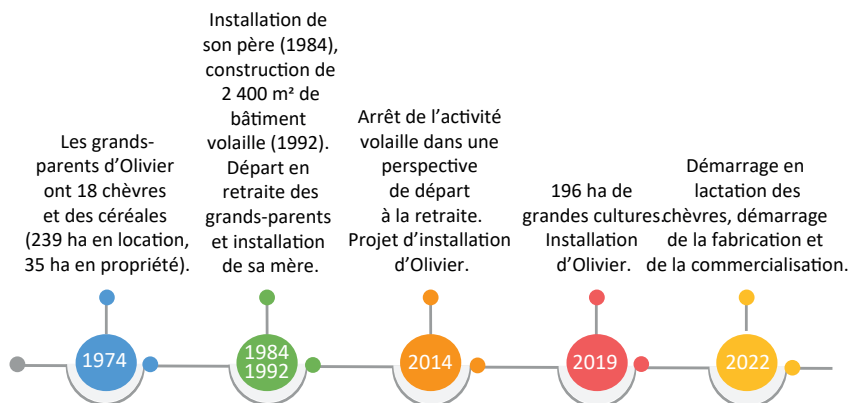 Les grands-
parents d’Olivier
ont 18 chèvres
et des céréales
(239 ha en location,
35 ha en propriété).
Installation de
son père (1984),
construction de
2 400 m² de
bâtiment
volaille (1992).
Départ en
retraite des
grands-parents
et installation
de sa mère.
Arrêt de l’activité
volaille dans une
perspective
de départ
à la retraite.
Projet d’installation
d’Olivier.
196 ha de
grandes cultures.
Installation
d’Olivier.
Démarrage en
lactation des
chèvres, démarrage
de la fabrication et
de la commercialisation.
1974
1984
1992
2014
2019
2022